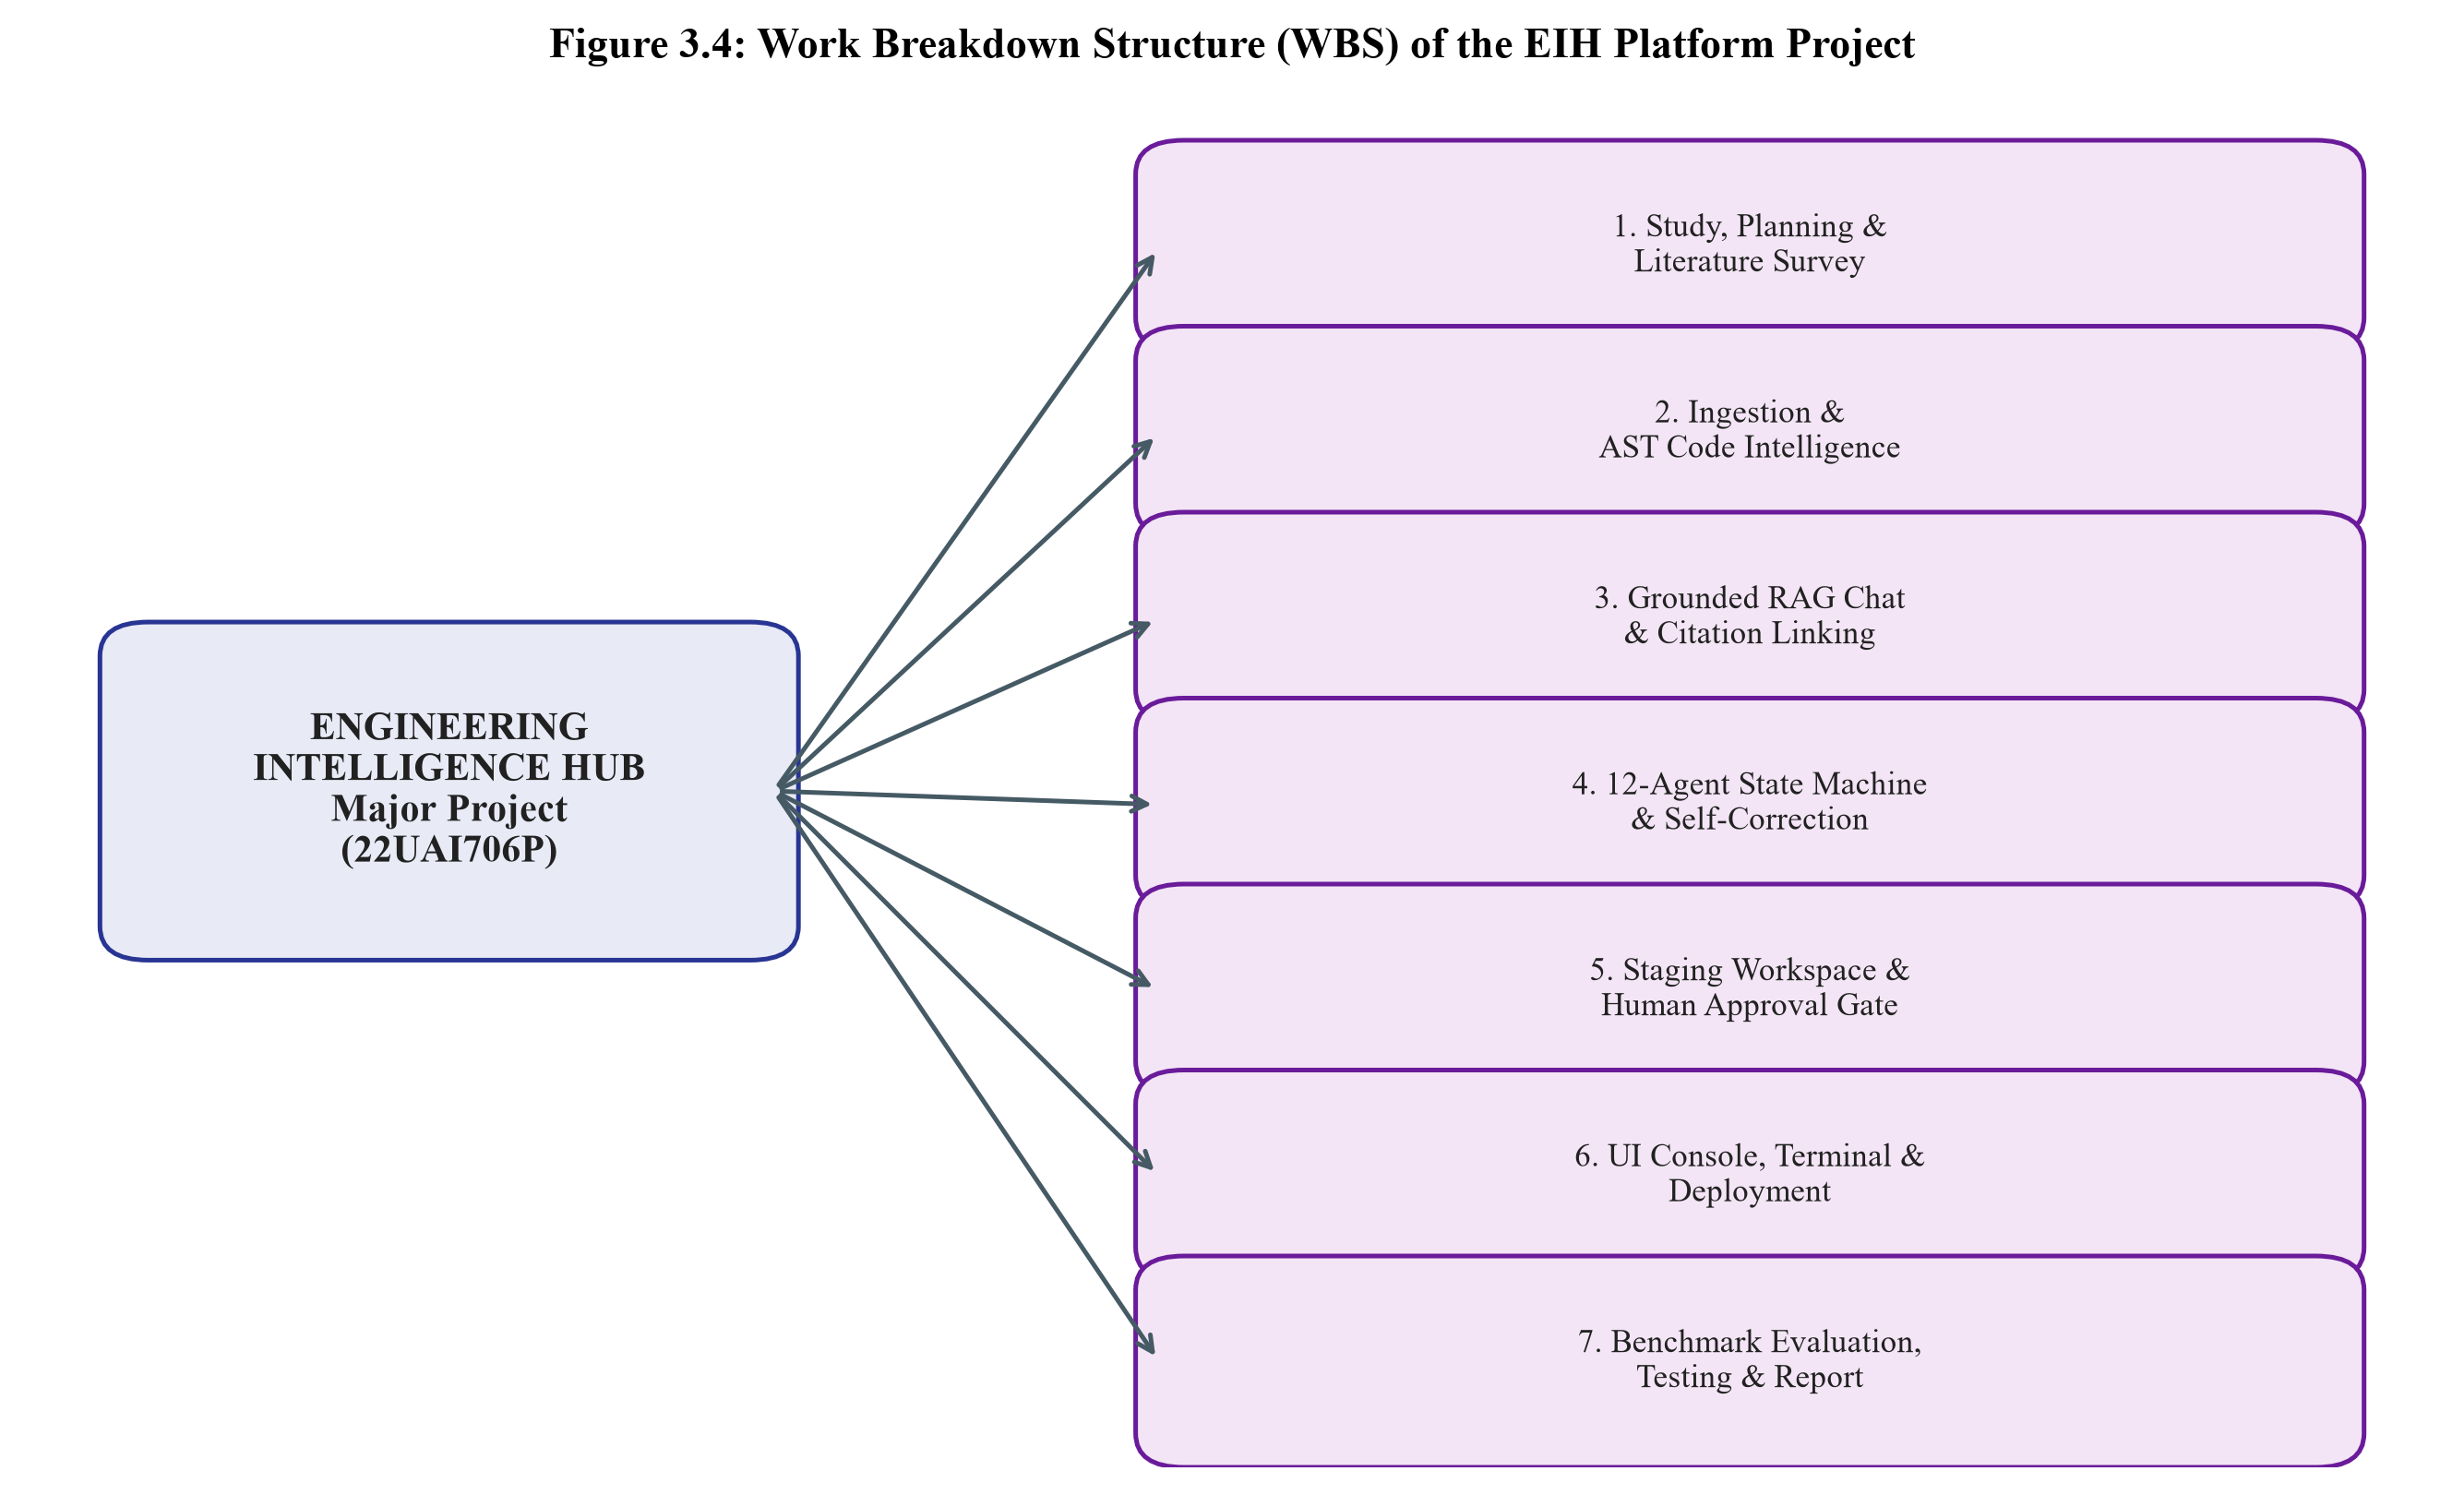 Figure 3.4: Work Breakdown Structure (WBS) of the EIH Platform Project
ENGINEERING
INTELLIGENCE HUB
Major Project
(22UAI706P)
1. Study, Planning &
Literature Survey
2. Ingestion &
AST Code Intelligence
3. Grounded RAG Chat
& Citation Linking
4. 12-Agent State Machine
& Self-Correction
5. Staging Workspace &
Human Approval Gate
6. UI Console, Terminal &
Deployment
7. Benchmark Evaluation,
Testing & Report